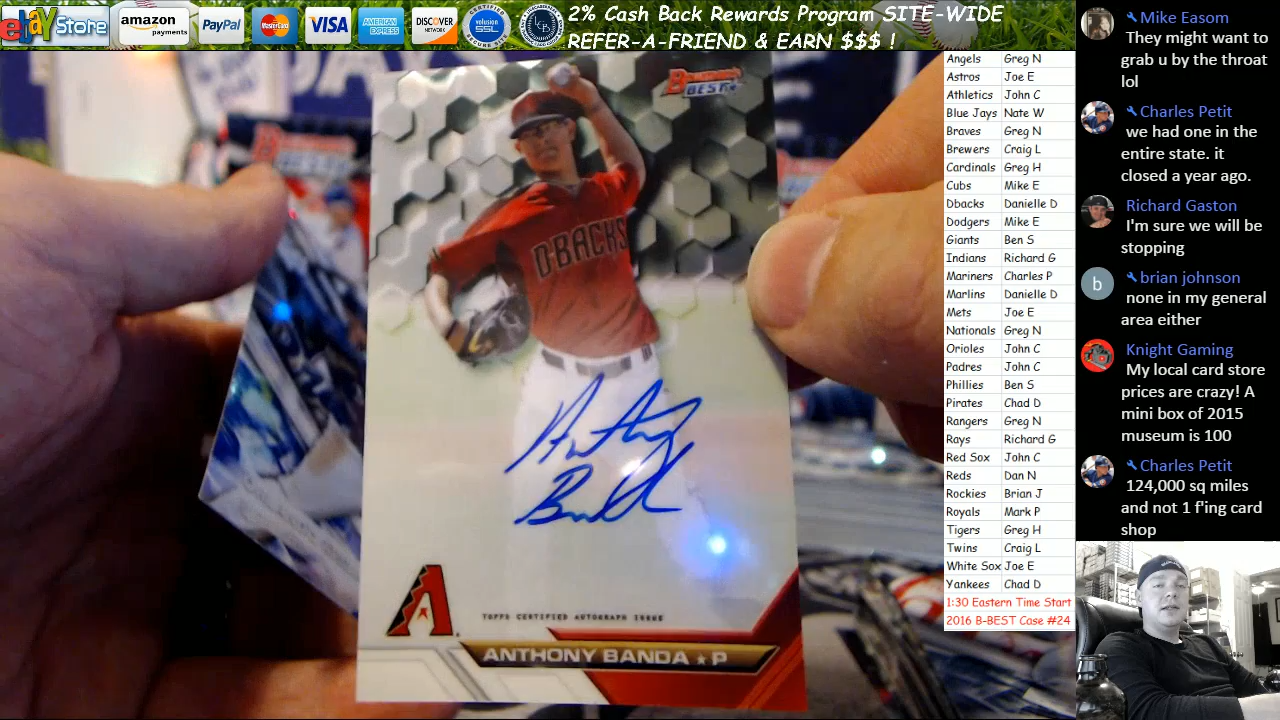 ebay Store
amazon payments
PayPal
MasterCard
VISA
AMERICAN EXPRESS
DISCOVER NETWORK
volusion SSL
2% Cash Back Rewards Program SITE-WIDE
REFER-A-FRIEND & EARN $$$ !
Bowman's BEST
D-BACKS
Anthony Banda
TOPPS CERTIFIED AUTOGRAPH ISSUE
ANTHONY BANDA ★ P
Angels Greg N
Astros Joe E
Athletics John C
Blue Jays Nate W
Braves Greg N
Brewers Craig L
Cardinals Greg H
Cubs Mike E
Dbacks Danielle D
Dodgers Mike E
Giants Ben S
Indians Richard G
Mariners Charles P
Marlins Danielle D
Mets Joe E
Nationals Greg N
Orioles John C
Padres John C
Phillies Ben S
Pirates Chad D
Rangers Greg N
Rays Richard G
Red Sox John C
Reds Dan N
Rockies Brian J
Royals Mark P
Tigers Greg H
Twins Craig L
White Sox Joe E
Yankees Chad D
1:30 Eastern Time Start
2016 B-BEST Case #24
Mike Eltom
They might want to
grab u by the throat
lol
Charles Petit
we had one in the
entire state. it
closed a year ago.
Richard Gaston
I'm sure we will be
stopping
b
brian johnson
none in my general
area either
Knight Gaming
My local card store
prices are crazy! A
mini box of 2015
museum is 100
Charles Petit
124,000 sq miles
and not 1 f'ing card
shop